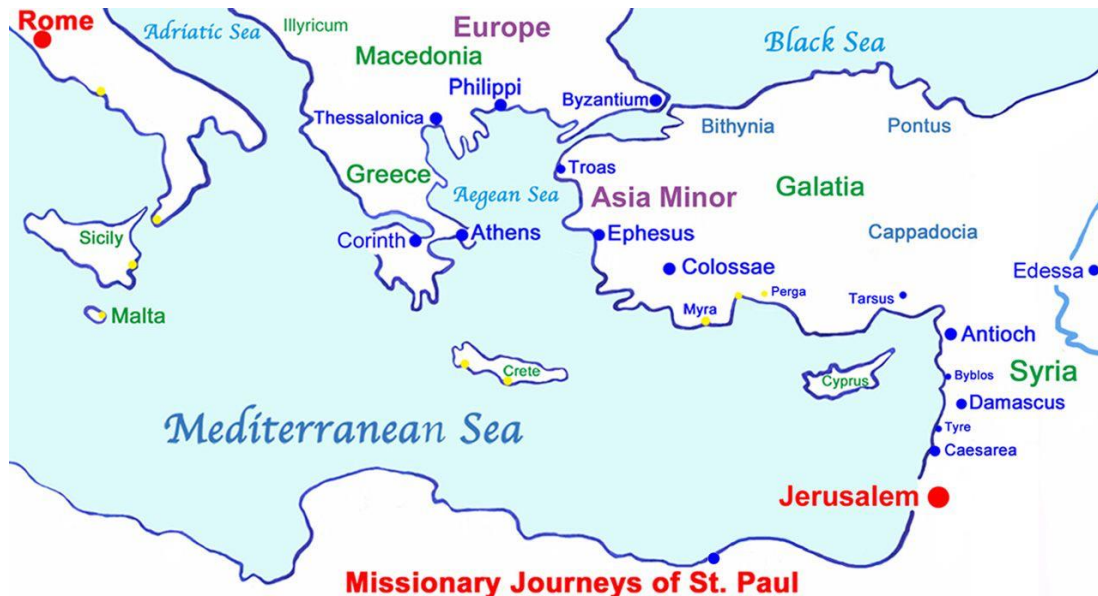 Rome
Adriatic Sea
Illyricum
Europe
Black Sea
Macedonia
Philippi
Byzantium
Thessalonica
Bithynia
Pontus
Troas
Greece
Aegean Sea
Asia Minor
Galatia
Sicily
Corinth
Athens
Ephesus
Cappadocia
Colossae
Edessa
Malta
Myra
Perga
Tarsus
Antioch
Crete
Cyprus
Byblos
Syria
Damascus
Mediterranean Sea
Tyre
Caesarea
Jerusalem
Missionary Journeys of St. Paul